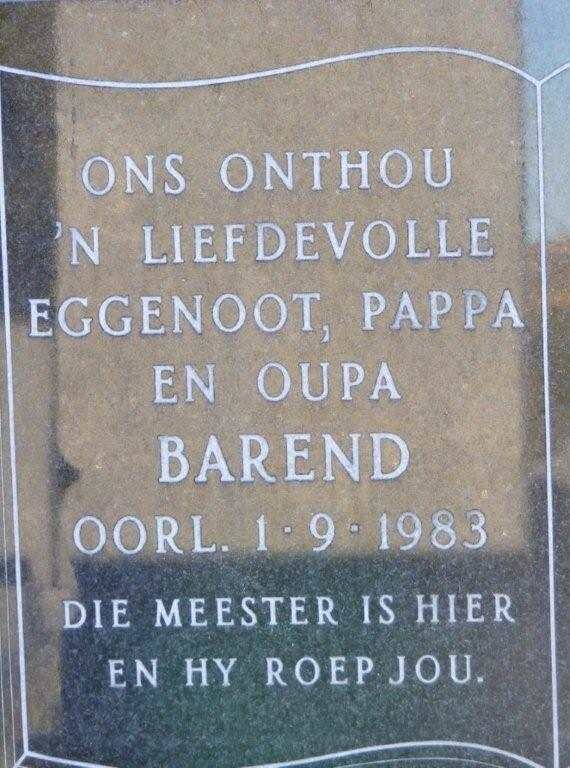 ONS ONTHOU
'N LIEFDEVOLLE
EGGENOOT, PAPPA
EN OUPA
BAREND
OORL. 1·9·1983
DIE MEESTER IS HIER
EN HY ROEP JOU.